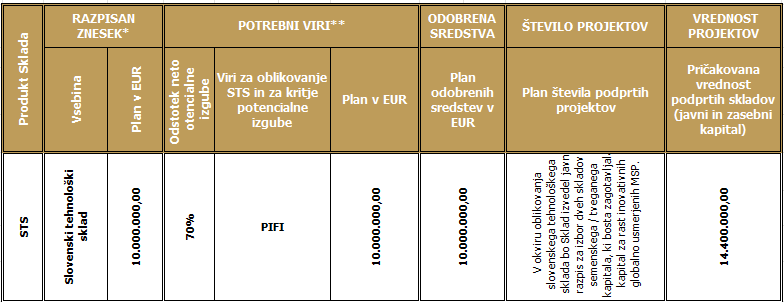 Produkt Sklada
RAZPISAN
ZNESEK*
POTREBNI VIRI**
ODOBRENA
SREDSTVA
ŠTEVILO PROJEKTOV
VREDNOST
PROJEKTOV
Vsebina
Plan v EUR
Odstotek neto
otencialne
izgube
Viri za oblikovanje
STS in za kritje
potencialne
izgube
Plan v EUR
Plan
odobrenih
sredstev v
EUR
Plan števila podprtih
projektov
Pričakovana
vrednost
podprtih skladov
(javni in zasebni
kapital)
STS
Slovenski tehnološki
sklad
10.000.000,00
70%
PIFI
10.000.000,00
10.000.000,00
V okviru oblikovanja
slovenskega tehnološkega
sklada bo Sklad izvedel javn
razpis za izbor dveh skladov
semenskega / tveganega
kapitala, ki bosta zagotavljal
kapital za rast inovativnih
globalno usmerjenih MSP.
14.400.000,00